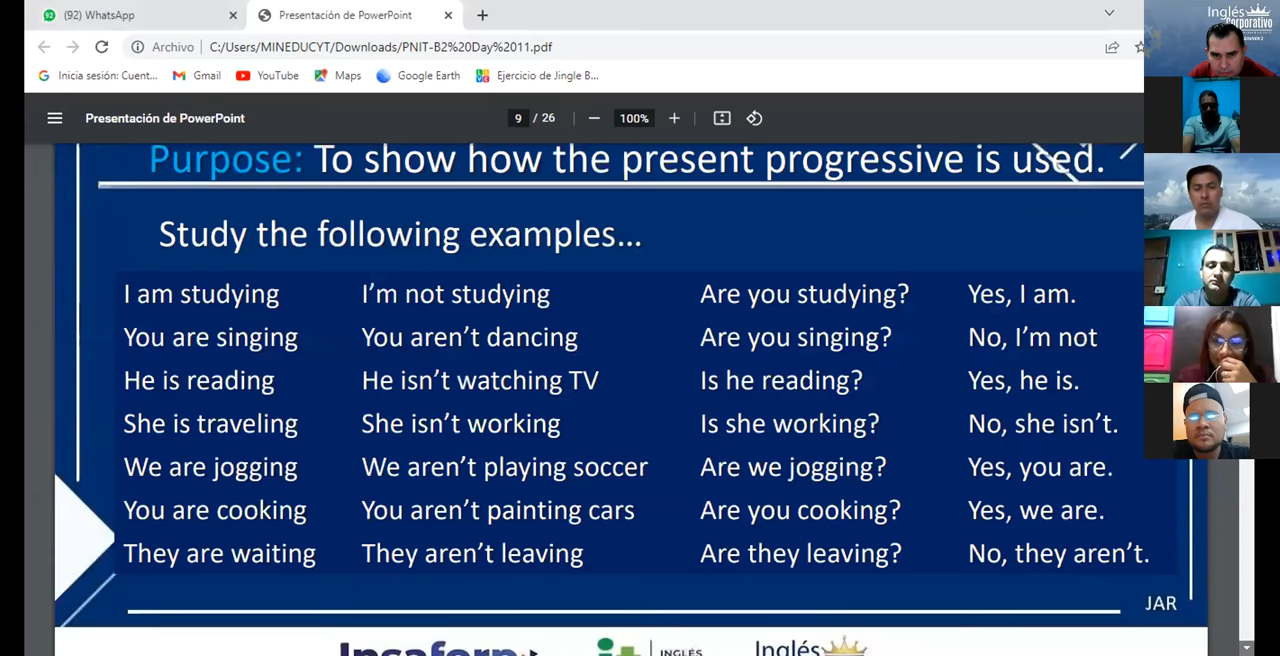 (92) WhatsApp
Presentación de PowerPoint
Archivo C:/Users/MINEDUCYT/Downloads/PNIT-B2%20Day%2011.pdf
Inicia sesión: Cuent... Gmail YouTube Maps Google Earth Ejercicio de Jingle B...
Presentación de PowerPoint 9 / 26 100%
Inglés
Corporativo
Purpose: To show how the present progressive is used.
Study the following examples...
I am studying I'm not studying Are you studying? Yes, I am.
You are singing You aren't dancing Are you singing? No, I'm not
He is reading He isn't watching TV Is he reading? Yes, he is.
She is traveling She isn't working Is she working? No, she isn't.
We are jogging We aren't playing soccer Are we jogging? Yes, you are.
You are cooking You aren't painting cars Are you cooking? Yes, we are.
They are waiting They aren't leaving Are they leaving? No, they aren't.
JAR
Insaforp INGLÉS Inglés